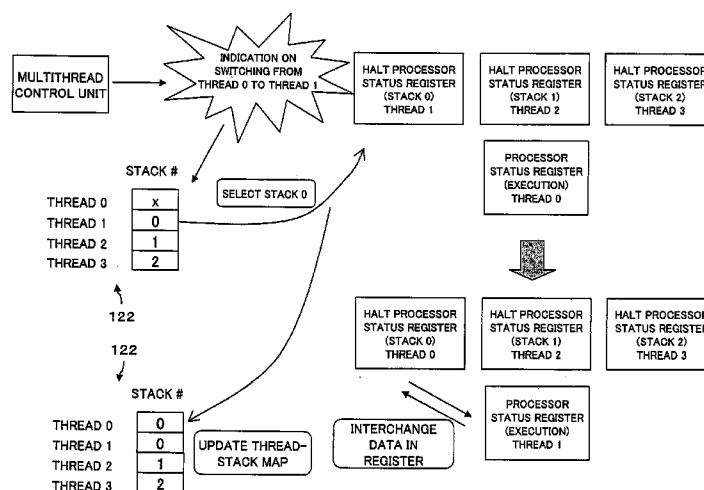 MULTITHREAD
CONTROL UNIT
INDICATION ON
SWITCHING FROM
THREAD 0 TO THREAD 1
HALT PROCESSOR
STATUS REGISTER
(STACK 0)
THREAD 1
HALT PROCESSOR
STATUS REGISTER
(STACK 1)
THREAD 2
HALT PROCESSOR
STATUS REGISTER
(STACK 2)
THREAD 3
PROCESSOR
STATUS REGISTER
(EXECUTION)
THREAD 0
STACK #
THREAD 0 x
THREAD 1 0
THREAD 2 1
THREAD 3 2
SELECT STACK 0
122
122
HALT PROCESSOR
STATUS REGISTER
(STACK 0)
THREAD 0
HALT PROCESSOR
STATUS REGISTER
(STACK 1)
THREAD 2
HALT PROCESSOR
STATUS REGISTER
(STACK 2)
THREAD 3
PROCESSOR
STATUS REGISTER
(EXECUTION)
THREAD 1
INTERCHANGE
DATA IN
REGISTER
STACK #
THREAD 0 0
THREAD 1 0
THREAD 2 1
THREAD 3 2
UPDATE THREAD-
STACK MAP